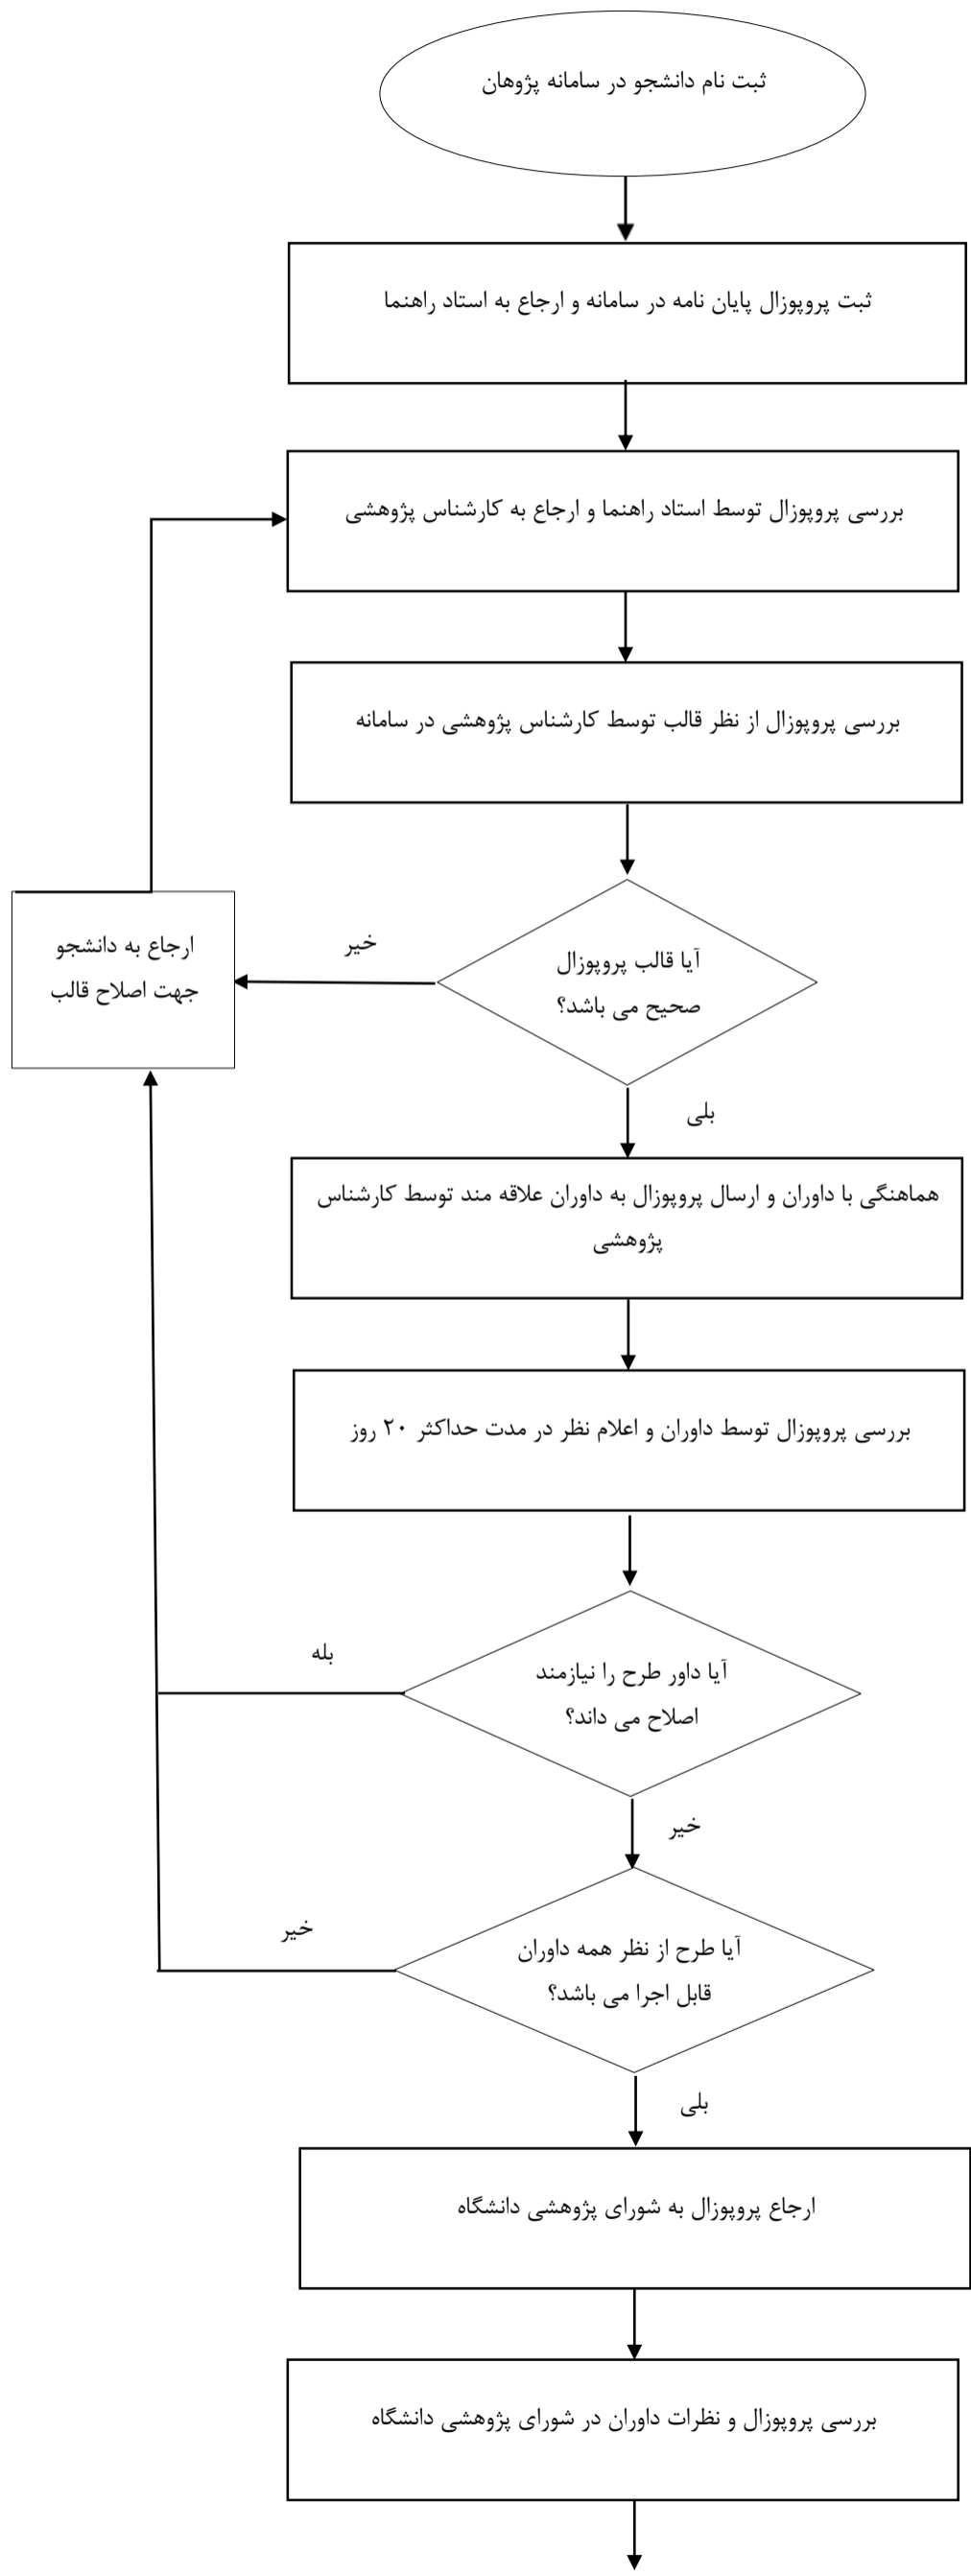 ثبت نام دانشجو در سامانه پژوهان
ثبت پروپوزال پایان نامه در سامانه و ارجاع به استاد راهنما
بررسی پروپوزال توسط استاد راهنما و ارجاع به کارشناس پژوهشی
بررسی پروپوزال از نظر قالب توسط کارشناس پژوهشی در سامانه
آیا قالب پروپوزال
صحیح می باشد؟
خیر
ارجاع به دانشجو
جهت اصلاح قالب
بلی
هماهنگی با داوران و ارسال پروپوزال به داوران علاقه مند توسط کارشناس
پژوهشی
بررسی پروپوزال توسط داوران و اعلام نظر در مدت حداکثر ۲۰ روز
بله
آیا داور طرح را نیازمند
اصلاح می داند؟
خیر
خیر
آیا طرح از نظر همه داوران
قابل اجرا می باشد؟
بلی
ارجاع پروپوزال به شورای پژوهشی دانشگاه
بررسی پروپوزال و نظرات داوران در شورای پژوهشی دانشگاه